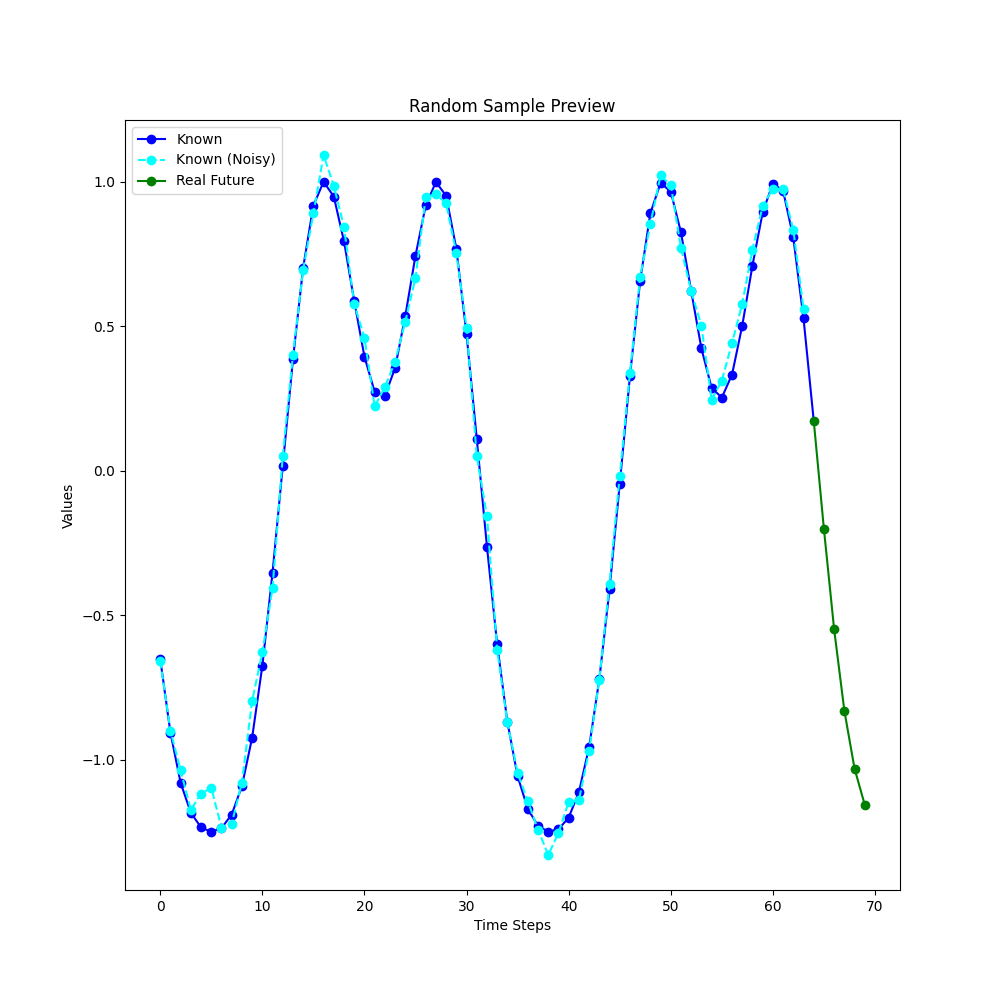 Random Sample Preview
Known
Known (Noisy)
Real Future
1.0
0.5
0.0
−0.5
−1.0
Values
0 10 20 30 40 50 60 70
Time Steps